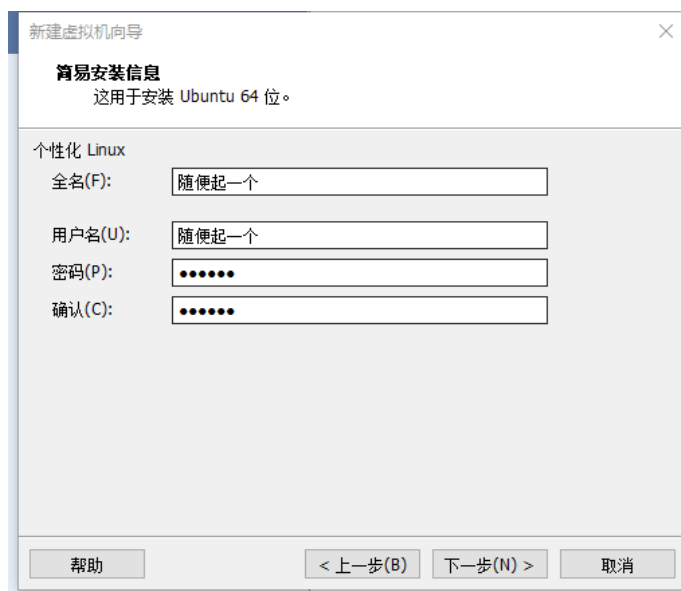 新建虚拟机向导
简易安装信息
这用于安装 Ubuntu 64 位。
个性化 Linux
全名(F): 随便起一个
用户名(U): 随便起一个
密码(P): ●●●●●●
确认(C): ●●●●●●
帮助 < 上一步(B) 下一步(N) > 取消